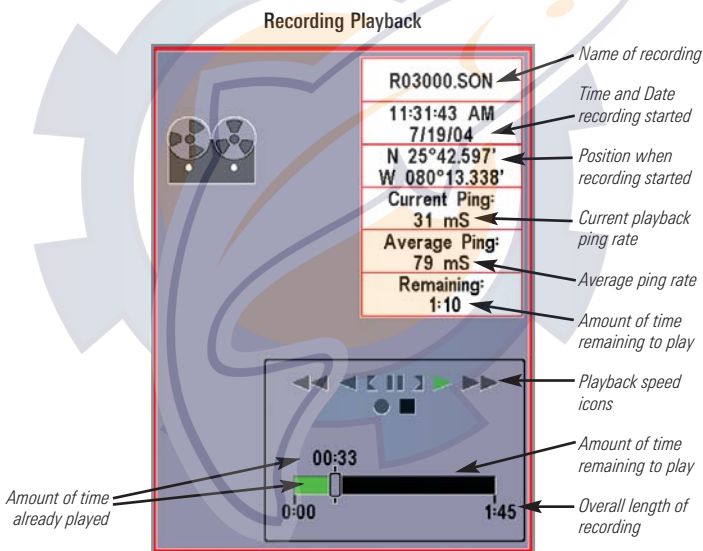 Recording Playback
R03000.SON
11:31:43 AM
7/19/04
N 25°42.597'
W 080°13.338'
Current Ping:
31 mS
Average Ping:
79 mS
Remaining:
1:10
Name of recording
Time and Date
recording started
Position when
recording started
Current playback
ping rate
Average ping rate
Amount of time
remaining to play
Playback speed
icons
Amount of time
remaining to play
Overall length of
recording
Amount of time
already played
00:33
0:00
1:45